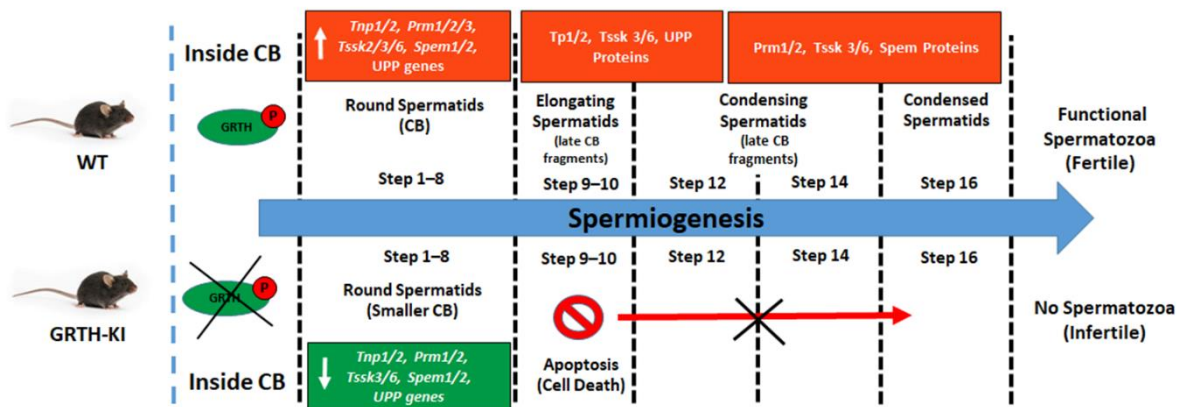 Inside CB
Tnp1/2, Prm1/2/3,
Tssk2/3/6, Spem1/2,
UPP genes
Tp1/2, Tssk 3/6, UPP
Proteins
Prm1/2, Tssk 3/6, Spem Proteins
WT
GRTH
P
Round Spermatids
(CB)
Elongating
Spermatids
(late CB
fragments)
Condensing
Spermatids
(late CB
fragments)
Condensed
Spermatids
Functional
Spermatozoa
(Fertile)
Step 1–8
Step 9–10
Step 12
Step 14
Step 16
Spermiogenesis
Step 1–8
Step 9–10
Step 12
Step 14
Step 16
GRTH-KI
GRTH
P
Round Spermatids
(Smaller CB)
No Spermatozoa
(Infertile)
Apoptosis
(Cell Death)
Inside CB
Tnp1/2, Prm1/2,
Tssk3/6, Spem1/2,
UPP genes